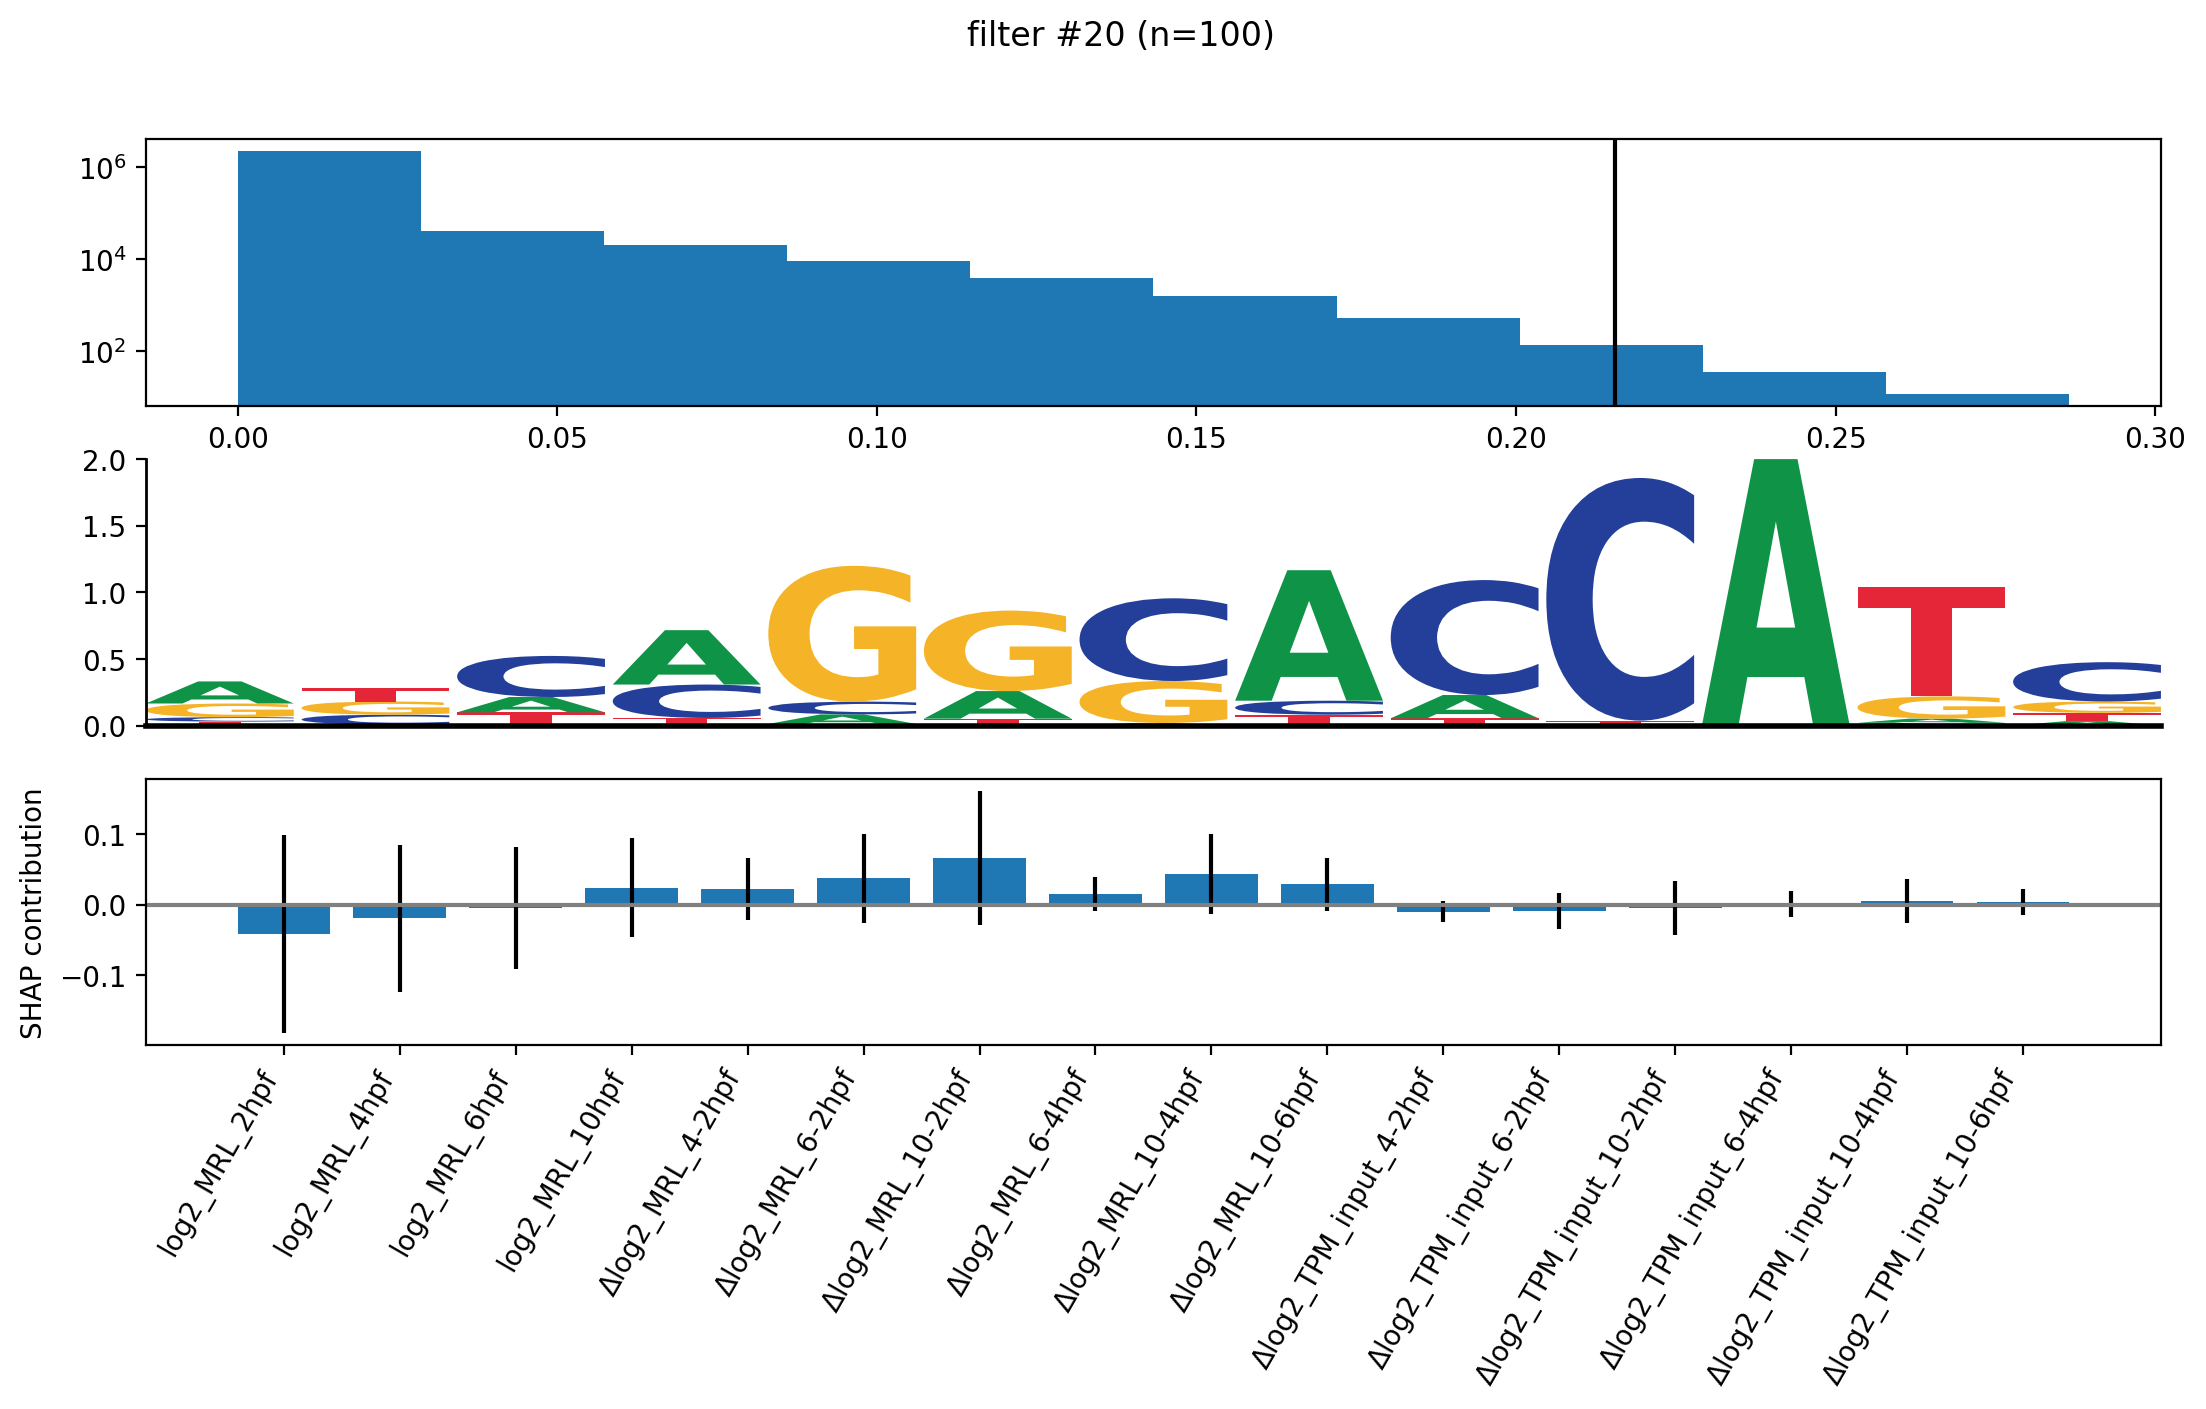 filter #20 (n=100)
10^6
10^4
10^2
0.00 0.05 0.10 0.15 0.20 0.25 0.30
2.0
1.5
1.0
0.5
0.0
A T C A G G C A C C A T C
G G A C C A G C A T G G
C C T T A T T T A T
T A
SHAP contribution
0.1
0.0
−0.1
log2_MRL_2hpf
log2_MRL_4hpf
log2_MRL_6hpf
log2_MRL_10hpf
Δlog2_MRL_4-2hpf
Δlog2_MRL_6-2hpf
Δlog2_MRL_10-2hpf
Δlog2_MRL_6-4hpf
Δlog2_MRL_10-4hpf
Δlog2_MRL_10-6hpf
Δlog2_TPM_input_4-2hpf
Δlog2_TPM_input_6-2hpf
Δlog2_TPM_input_10-2hpf
Δlog2_TPM_input_6-4hpf
Δlog2_TPM_input_10-4hpf
Δlog2_TPM_input_10-6hpf